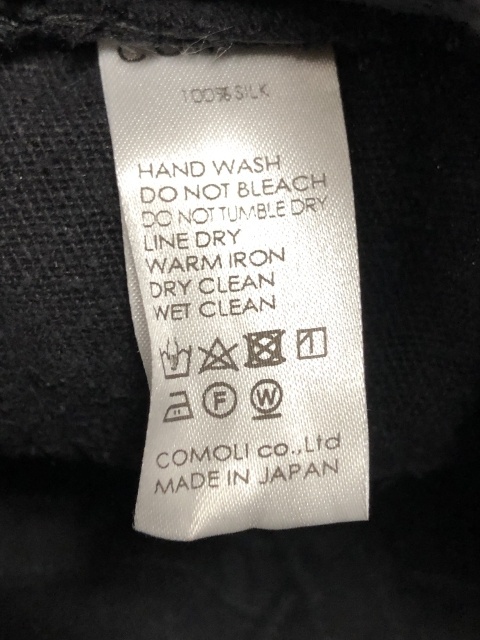 100% SILK
HAND WASH
DO NOT BLEACH
DO NOT TUMBLE DRY
LINE DRY
WARM IRON
DRY CLEAN
WET CLEAN
F W
COMOLI co.,Ltd
MADE IN JAPAN